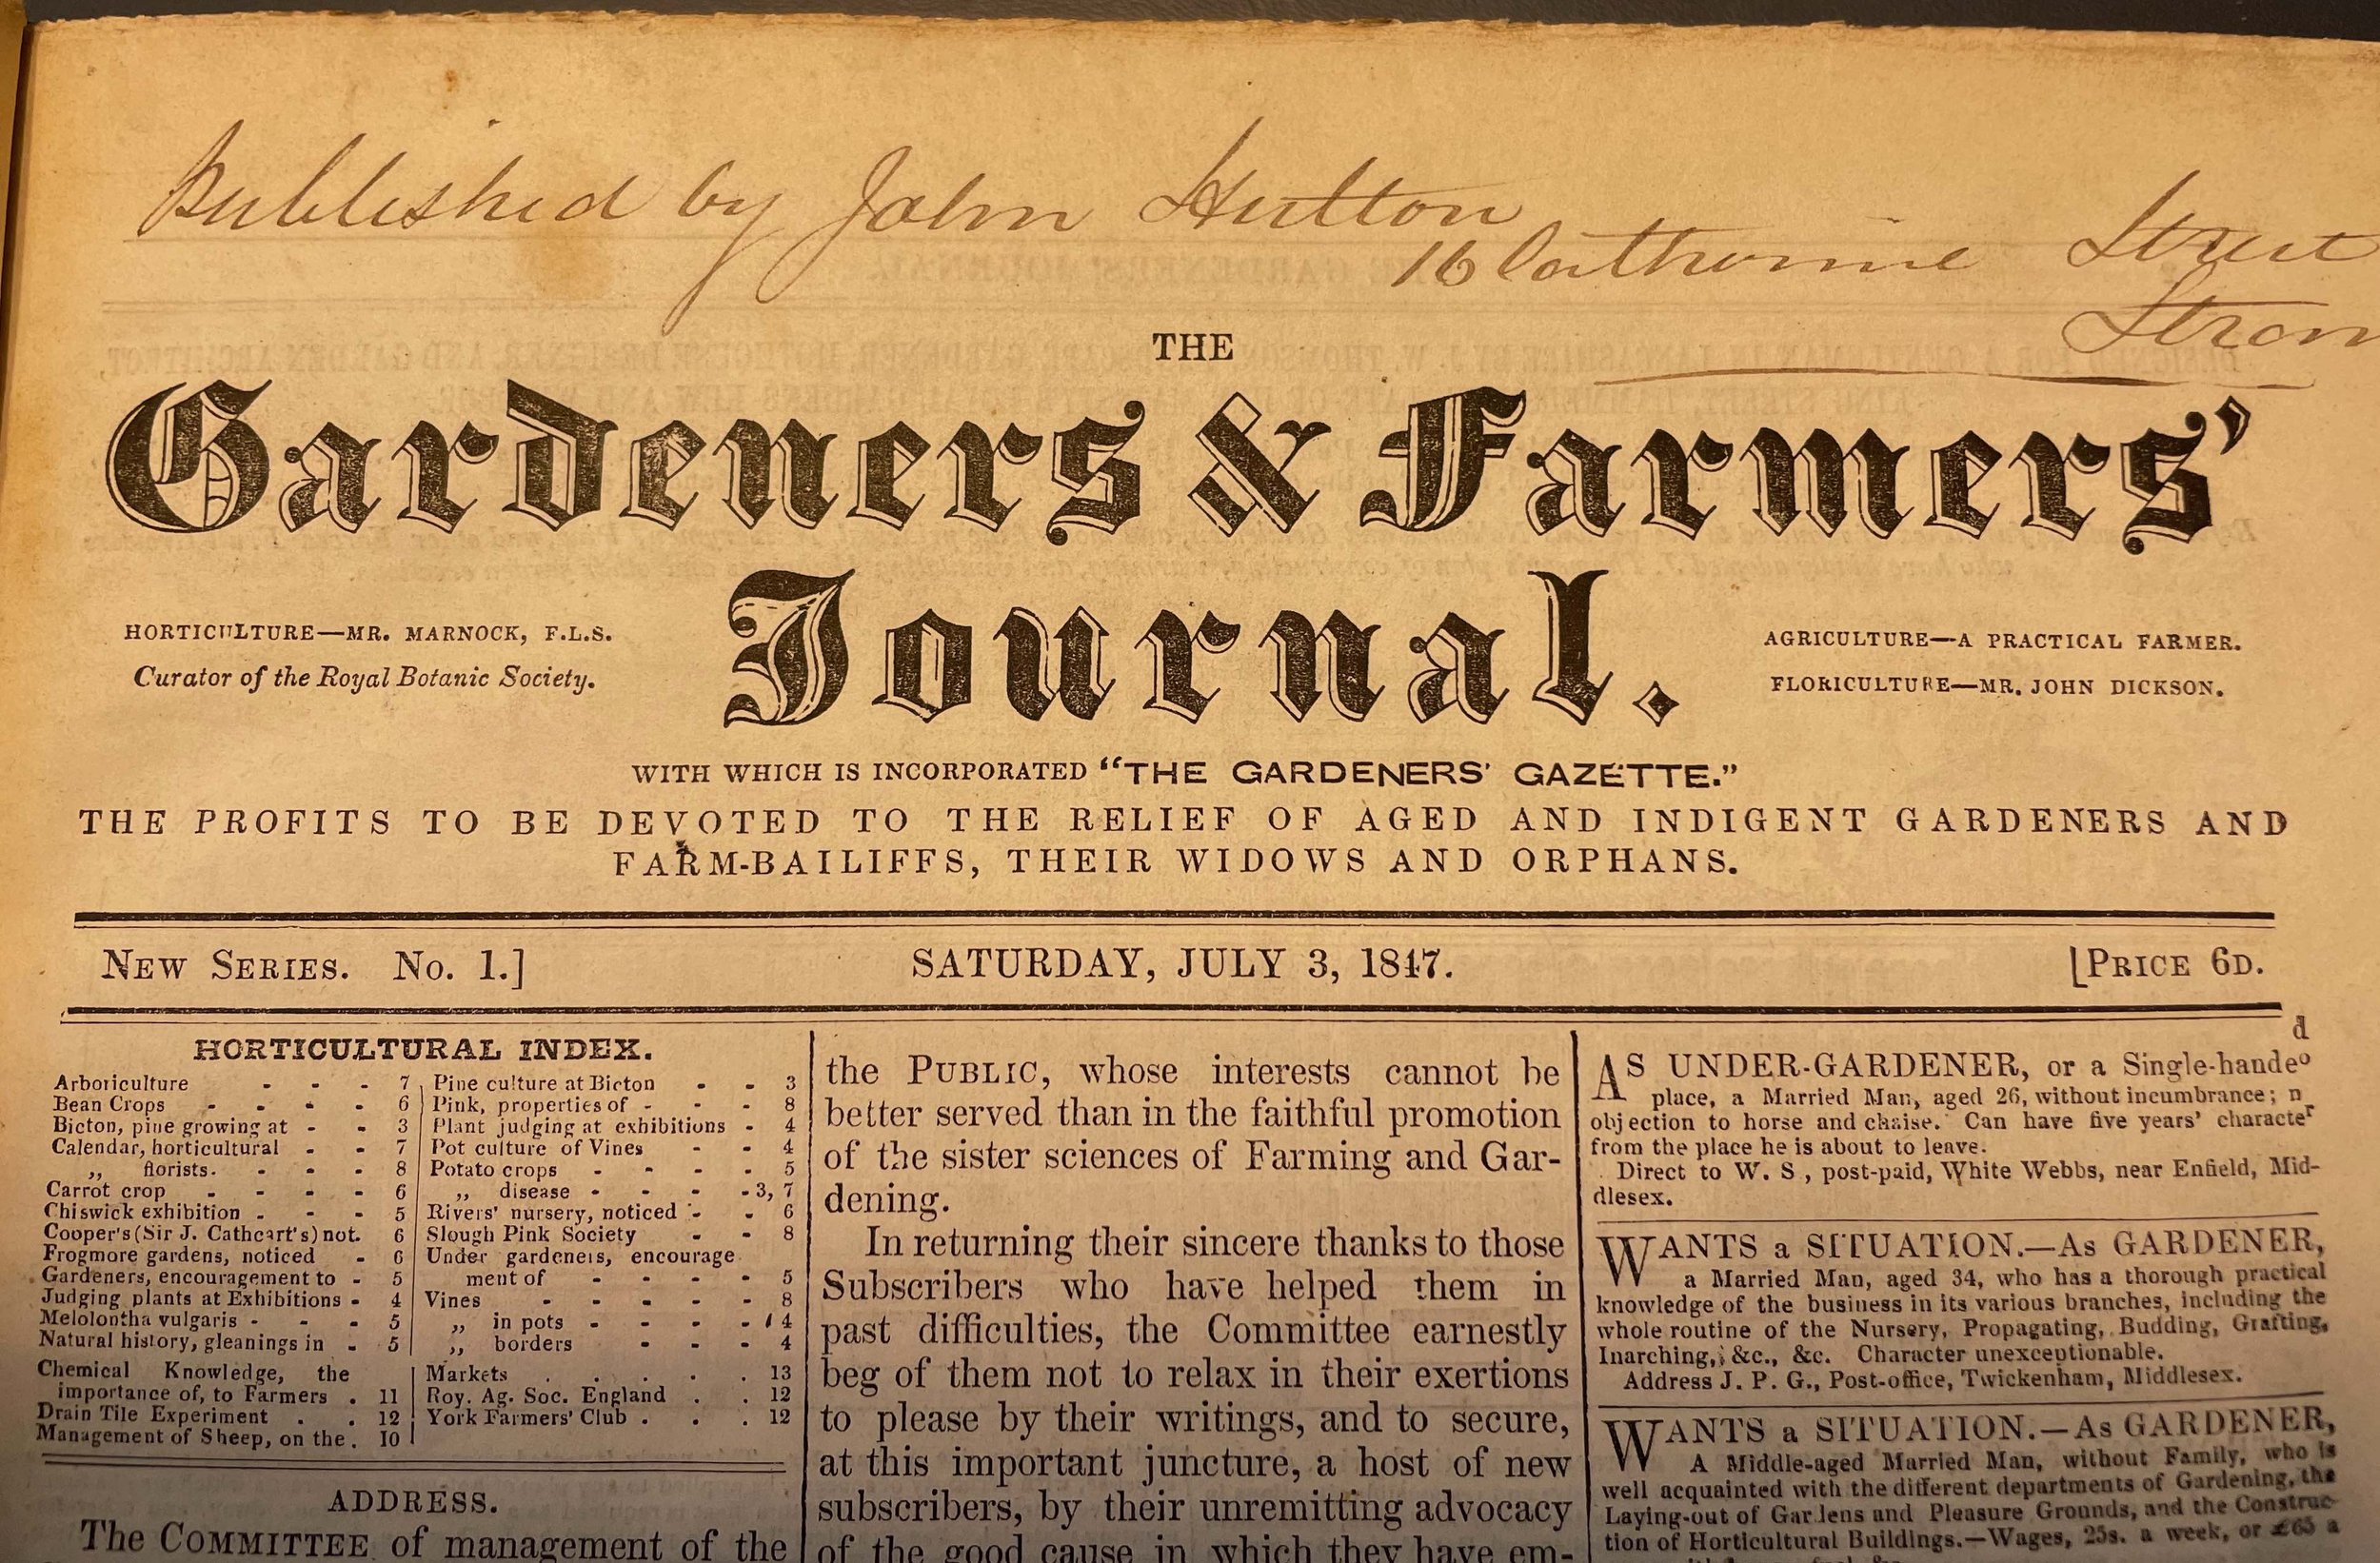 Published by John Hutton
16 Catherine Street
Stran
THE
Gardeners & Farmers'
Journal.
HORTICULTURE—MR. MARNOCK, F.L.S.
Curator of the Royal Botanic Society.
AGRICULTURE—A PRACTICAL FARMER.
FLORICULTURE—MR. JOHN DICKSON.
WITH WHICH IS INCORPORATED "THE GARDENERS' GAZETTE."
THE PROFITS TO BE DEVOTED TO THE RELIEF OF AGED AND INDIGENT GARDENERS AND
FARM-BAILIFFS, THEIR WIDOWS AND ORPHANS.
NEW SERIES. No. 1.]
SATURDAY, JULY 3, 1847.
[PRICE 6D.
HORTICULTURAL INDEX.
Arboriculture - - - 7
Bean Crops - - - - 6
Bicton, pine growing at - - 3
Calendar, horticultural - - 7
„ florists. - - - 8
Carrot crop - - - - 6
Chiswick exhibition - - - 5
Cooper's (Sir J. Cathcart's) not. 6
Frogmore gardens, noticed - 6
Gardeners, encouragement to - 5
Judging plants at Exhibitions - 4
Melolontha vulgaris - - - 5
Natural history, gleanings in - 5
Pine culture at Bicton - - 3
Pink, properties of - - - 8
Plant judging at exhibitions - 4
Pot culture of Vines - - 4
Potato crops - - - - 5
„ disease - - - - 3, 7
Rivers' nursery, noticed - - 6
Slough Pink Society - - 8
Under gardeners, encourage
ment of - - - - 5
Vines - - - - - 8
„ in pots - - - - 4
„ borders - - - 4
Chemical Knowledge, the
importance of, to Farmers . 11
Drain Tile Experiment . . 12
Management of Sheep, on the . 10
Markets . . . . . 13
Roy. Ag. Soc. England . . 12
York Farmers' Club . . . 12
ADDRESS.
The COMMITTEE of management of the
the PUBLIC, whose interests cannot be
better served than in the faithful promotion
of the sister sciences of Farming and Gar-
dening.
In returning their sincere thanks to those
Subscribers who have helped them in
past difficulties, the Committee earnestly
beg of them not to relax in their exertions
to please by their writings, and to secure,
at this important juncture, a host of new
subscribers, by their unremitting advocacy
of the good cause in which they have em-
d
AS UNDER-GARDENER, or a Single-hande o
place, a Married Man, aged 26, without incumbrance; n
objection to horse and chaise. Can have five years' character
from the place he is about to leave.
Direct to W. S., post-paid, White Webbs, near Enfield, Mid-
dlesex.
WANTS a SITUATION.—As GARDENER,
a Married Man, aged 34, who has a thorough practical
knowledge of the business in its various branches, including the
whole routine of the Nursery, Propagating, Budding, Grafting,
Inarching, &c., &c. Character unexceptionable.
Address J. P. G., Post-office, Twickenham, Middlesex.
WANTS a SITUATION.—As GARDENER,
A Middle-aged Married Man, without Family, who is
well acquainted with the different departments of Gardening, the
Laying-out of Gardens and Pleasure Grounds, and the Construc-
tion of Horticultural Buildings.—Wages, 25s. a week, or £65 a